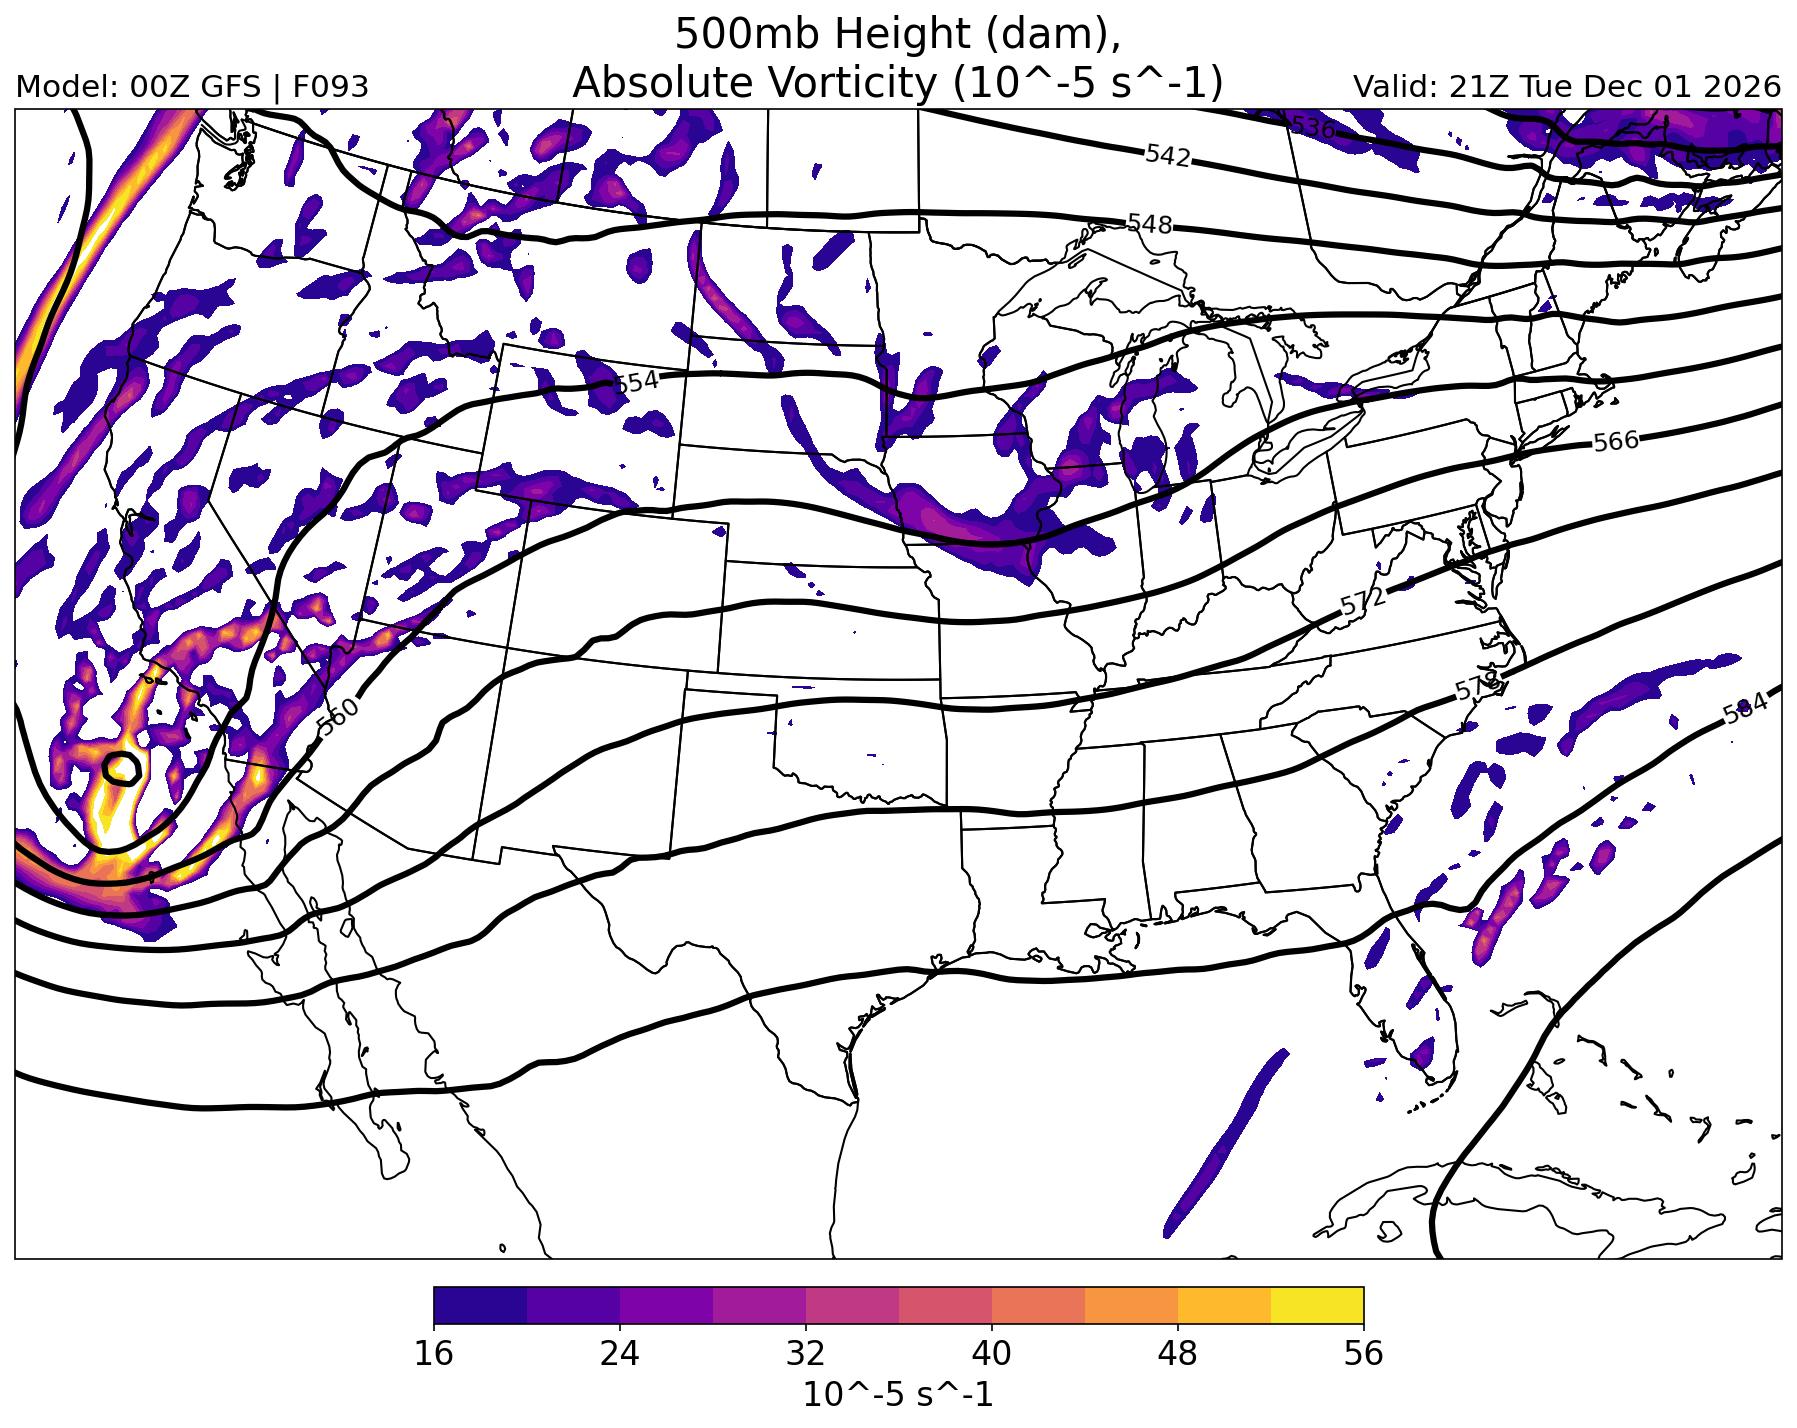 500mb Height (dam),
Model: 00Z GFS | F093
Absolute Vorticity (10^-5 s^-1)
Valid: 21Z Tue Dec 01 2026
536
542
548
554
566
572
578
584
560
16 24 32 40 48 56
10^-5 s^-1